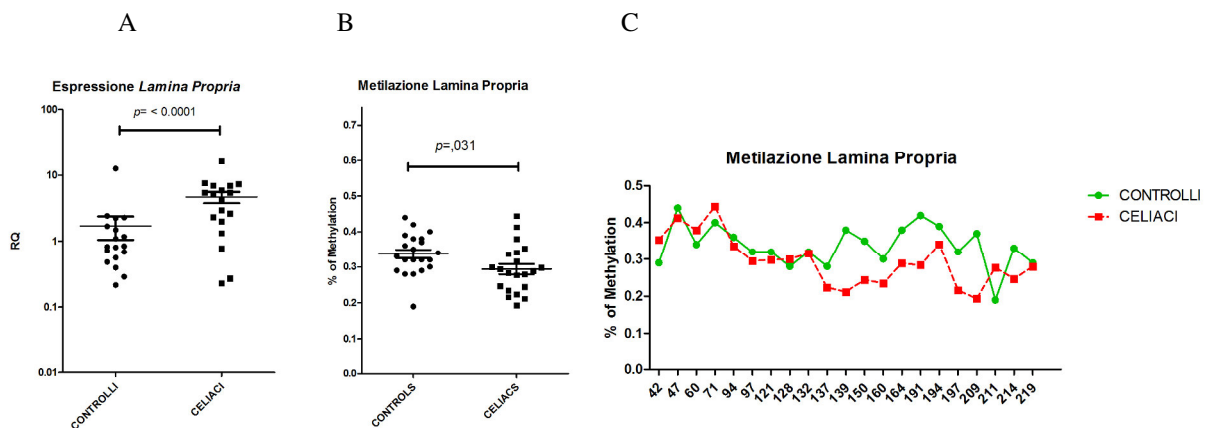 A
B
C
Espressione Lamina Propria
p= < 0.0001
100
10
1
0.1
0.01
RQ
CONTROLLI
CELIACI
Metilazione Lamina Propria
p=,031
0.7
0.6
0.5
0.4
0.3
0.2
0.1
0.0
% of Methylation
CONTROLS
CELIACS
Metilazione Lamina Propria
0.5
0.4
0.3
0.2
0.1
0.0
% of Methylation
42 47 60 71 94 97 121 128 132 137 139 150 160 164 191 194 197 209 211 214 219
CONTROLLI
CELIACI